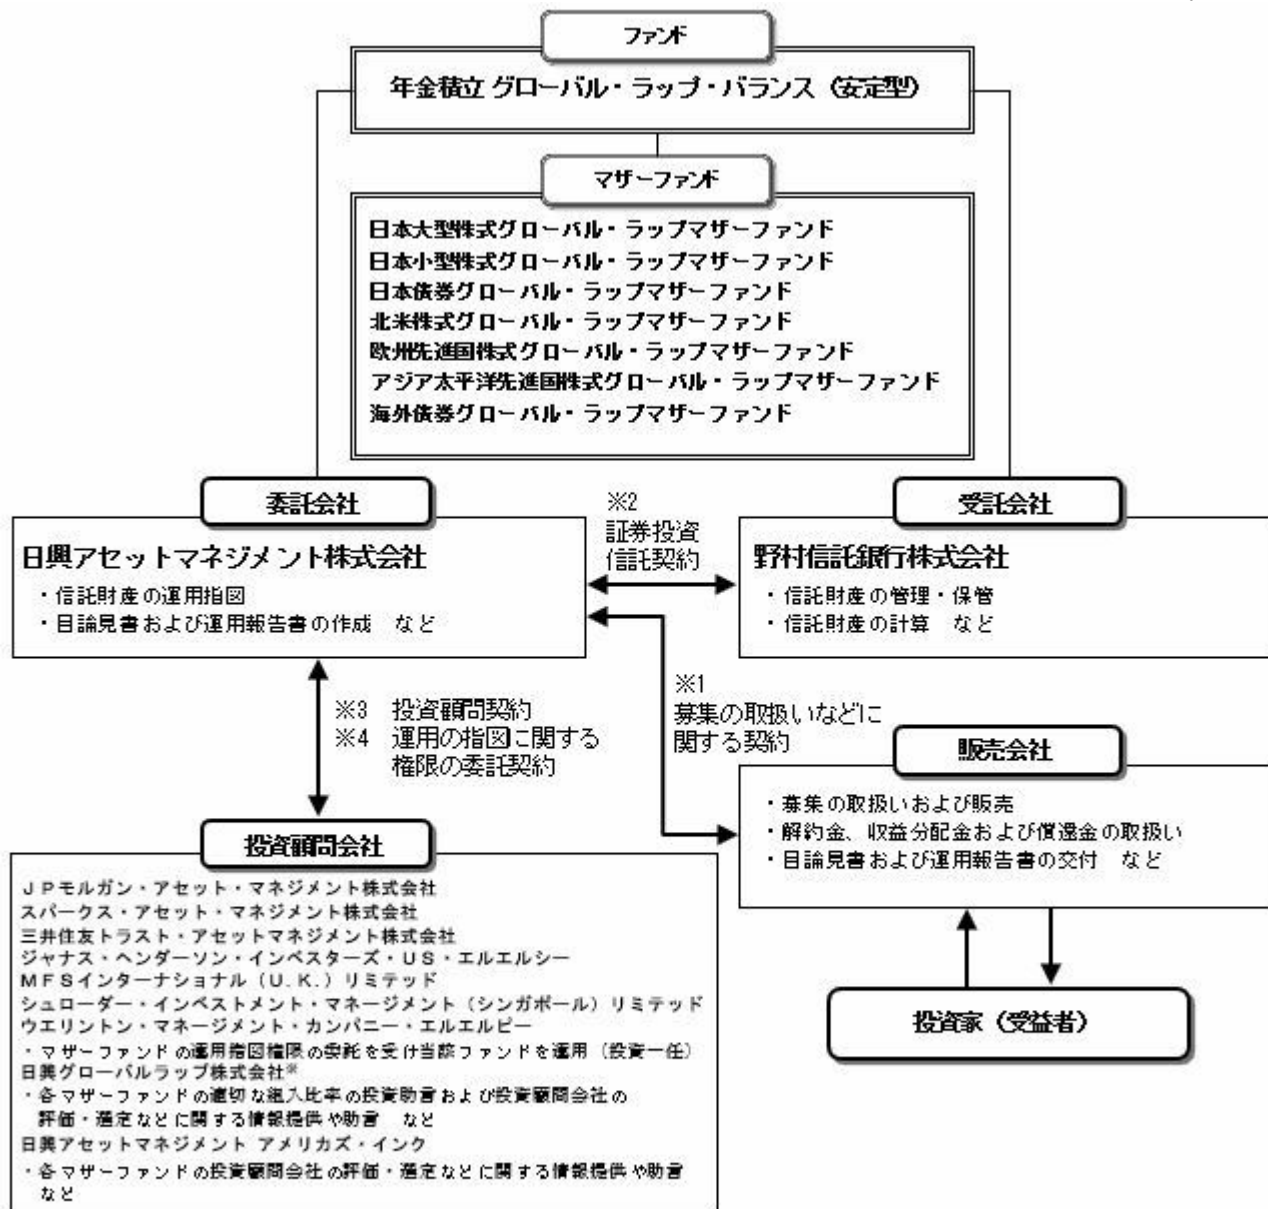 ファンド
年金積立 グローバル・ラップ・バランス（安定型）
マザーファンド
日本大型株式グローバル・ラップマザーファンド
日本小型株式グローバル・ラップマザーファンド
日本債券グローバル・ラップマザーファンド
北米株式グローバル・ラップマザーファンド
欧州先進国株式グローバル・ラップマザーファンド
アジア太平洋先進国株式グローバル・ラップマザーファンド
海外債券グローバル・ラップマザーファンド
委託会社
日興アセットマネジメント株式会社
・信託財産の運用指図
・目論見書および運用報告書の作成　など
※2
証券投資
信託契約
受託会社
野村信託銀行株式会社
・信託財産の管理・保管
・信託財産の計算　など
※3　投資顧問契約
※4　運用の指図に関する
権限の委託契約
※1
募集の取扱いなどに
関する契約
販売会社
・募集の取扱いおよび販売
・解約金、収益分配金および償還金の取扱い
・目論見書および運用報告書の交付　など
投資家（受益者）
投資顧問会社
ＪＰモルガン・アセット・マネジメント株式会社
スパークス・アセット・マネジメント株式会社
三井住友トラスト・アセットマネジメント株式会社
ジャナス・ヘンダーソン・インベスターズ・ＵＳ・エルエルシー
ＭＦＳインターナショナル（Ｕ.Ｋ.）リミテッド
シュローダー・インベストメント・マネージメント（シンガポール）リミテッド
ウエリントン・マネージメント・カンパニー・エルエルピー
・マザーファンドの運用指図権限の委託を受け当該ファンドを運用（投資一任）
日興グローバルラップ株式会社※
・各マザーファンドの適切な組入比率の投資助言および投資顧問会社の
評価・選定などに関する情報提供や助言　など
日興アセットマネジメント アメリカズ・インク
・各マザーファンドの投資顧問会社の評価・選定などに関する情報提供や助言
など